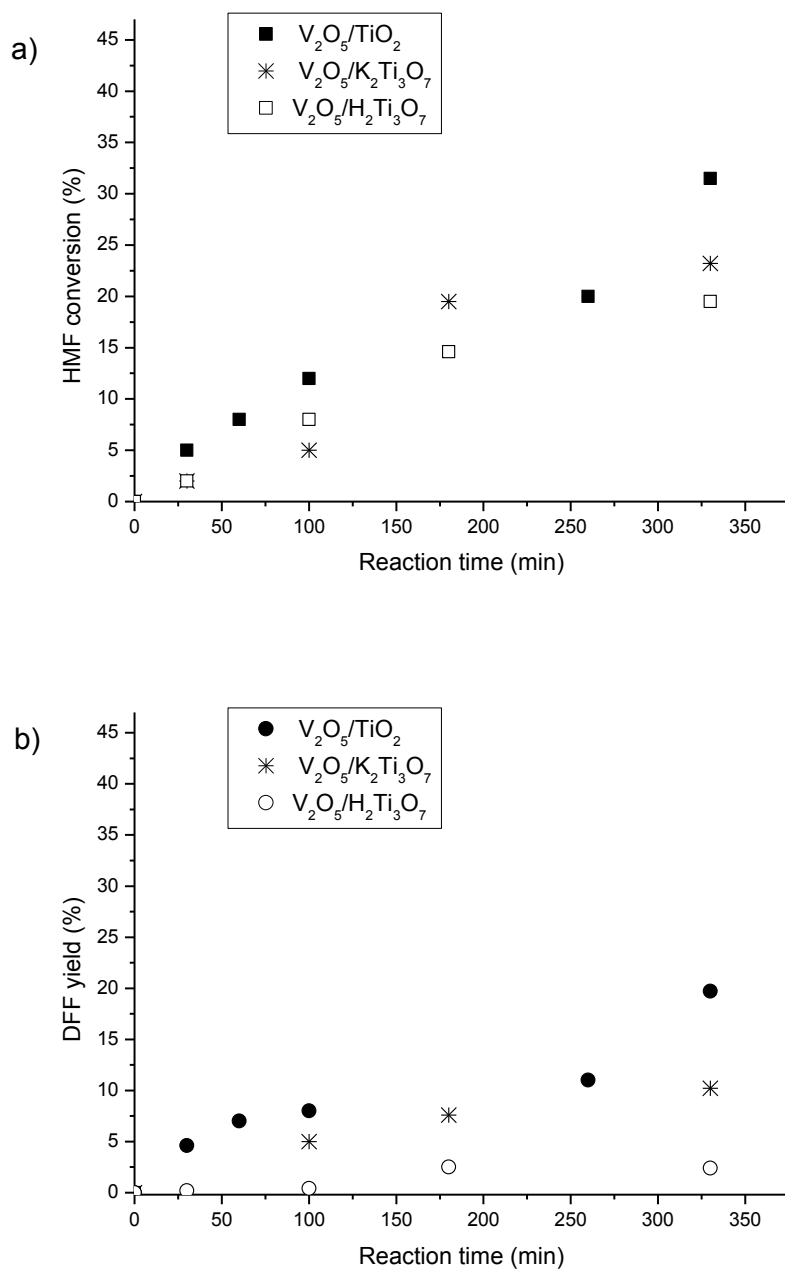 a)
V₂O₅/TiO₂
V₂O₅/K₂Ti₃O₇
V₂O₅/H₂Ti₃O₇
45
40
35
30
25
20
15
10
5
0
HMF conversion (%)
0 50 100 150 200 250 300 350
Reaction time (min)
b)
V₂O₅/TiO₂
V₂O₅/K₂Ti₃O₇
V₂O₅/H₂Ti₃O₇
45
40
35
30
25
20
15
10
5
0
DFF yield (%)
0 50 100 150 200 250 300 350
Reaction time (min)